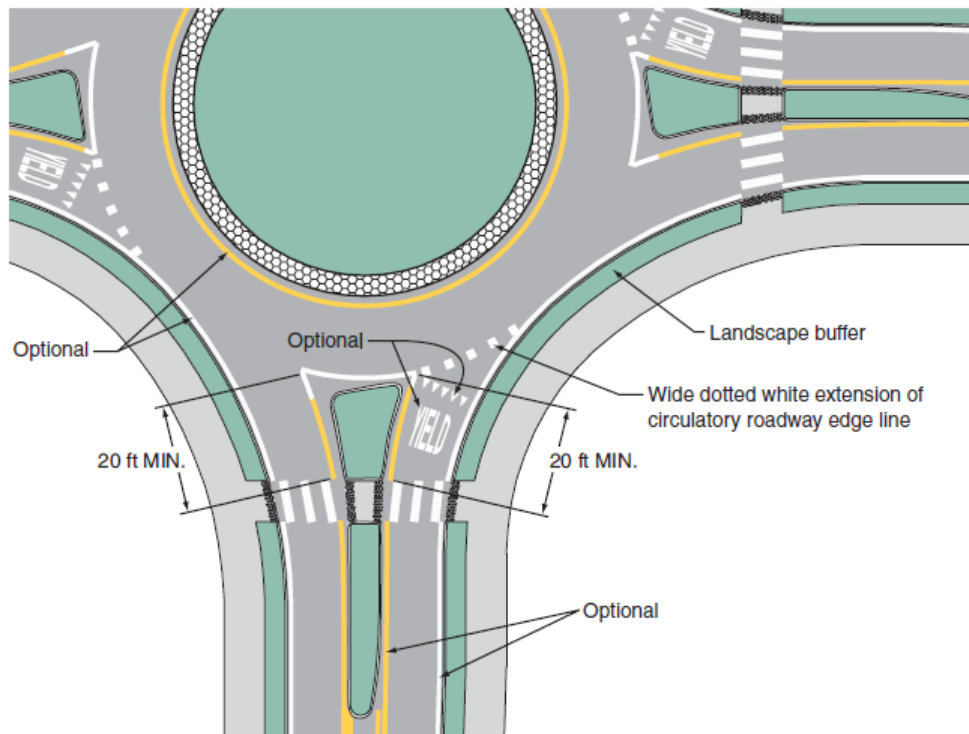 YIELD
YIELD
Optional
Optional
Landscape buffer
Wide dotted white extension of
circulatory roadway edge line
YIELD
20 ft MIN.
20 ft MIN.
Optional